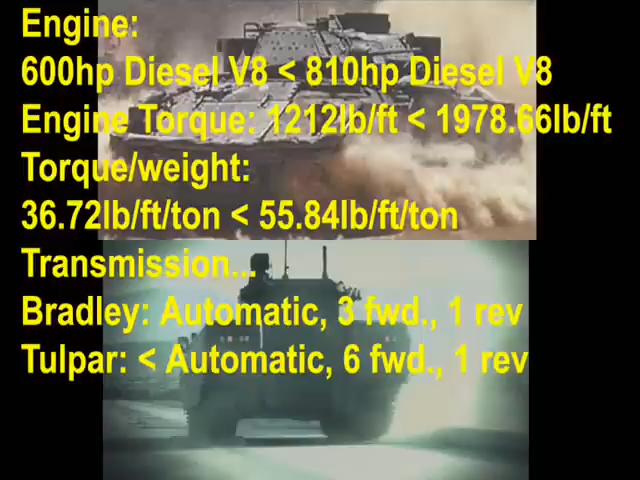 Engine:
600hp Diesel V8 < 810hp Diesel V8
Engine Torque: 1212lb/ft < 1978.66lb/ft
Torque/weight:
36.72lb/ft/ton < 55.84lb/ft/ton
Transmission...
Bradley: Automatic, 3 fwd., 1 rev
Tulpar: < Automatic, 6 fwd., 1 rev